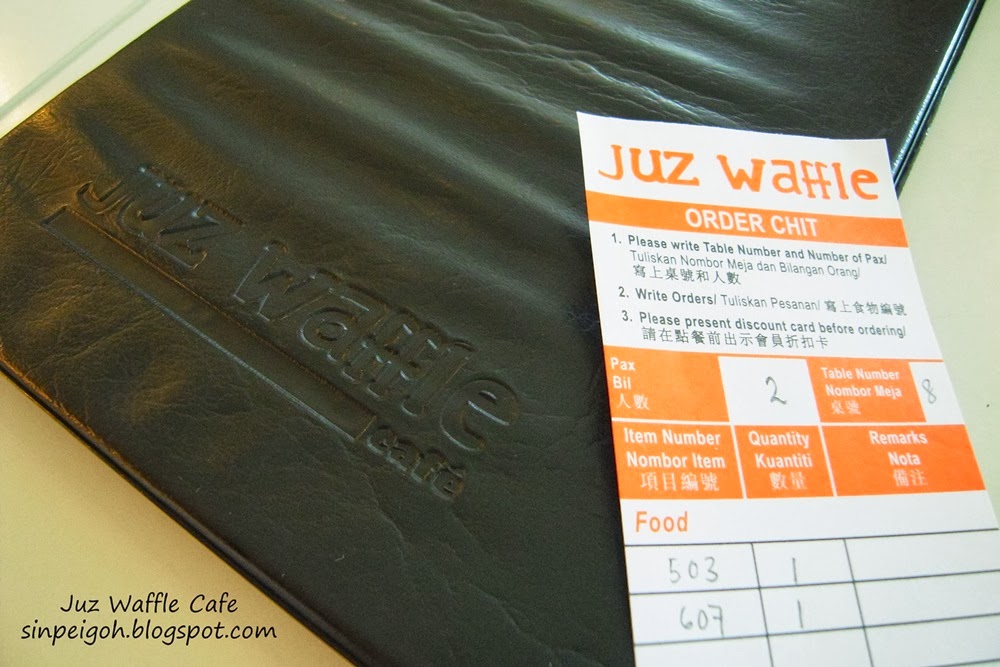 Juz Waffle
café
Juz Waffle
ORDER CHIT
1. Please write Table Number and Number of Pax/
Tuliskan Nombor Meja dan Bilangan Orang/
寫上桌號和人數
2. Write Orders/ Tuliskan Pesanan/ 寫上食物編號
3. Please present discount card before ordering/
請在點餐前出示會員折扣卡
Pax
Bil
人數
2
Table Number
Nombor Meja
桌號
8
Item Number
Nombor Item
項目編號
Quantity
Kuantiti
數量
Remarks
Nota
備注
Food
503 1
607 1
Juz Waffle Cafe
sinpeigoh.blogspot.com